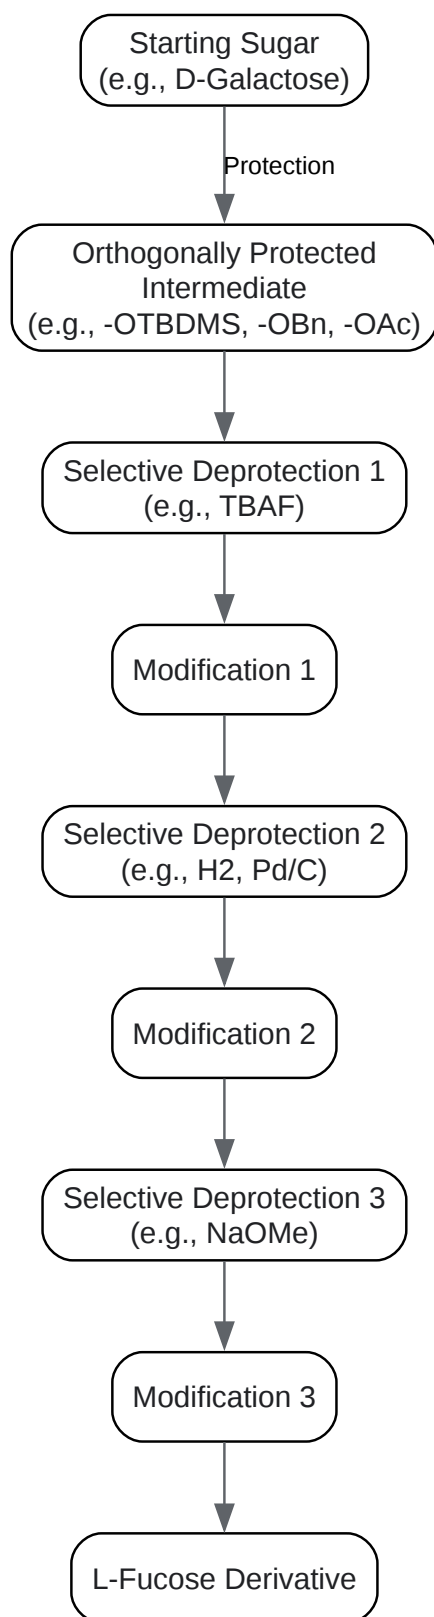 Starting Sugar
(e.g., D-Galactose)
Protection
Orthogonally Protected
Intermediate
(e.g., -OTBDMS, -OBn, -OAc)
Selective Deprotection 1
(e.g., TBAF)
Modification 1
Selective Deprotection 2
(e.g., H2, Pd/C)
Modification 2
Selective Deprotection 3
(e.g., NaOMe)
Modification 3
L-Fucose Derivative